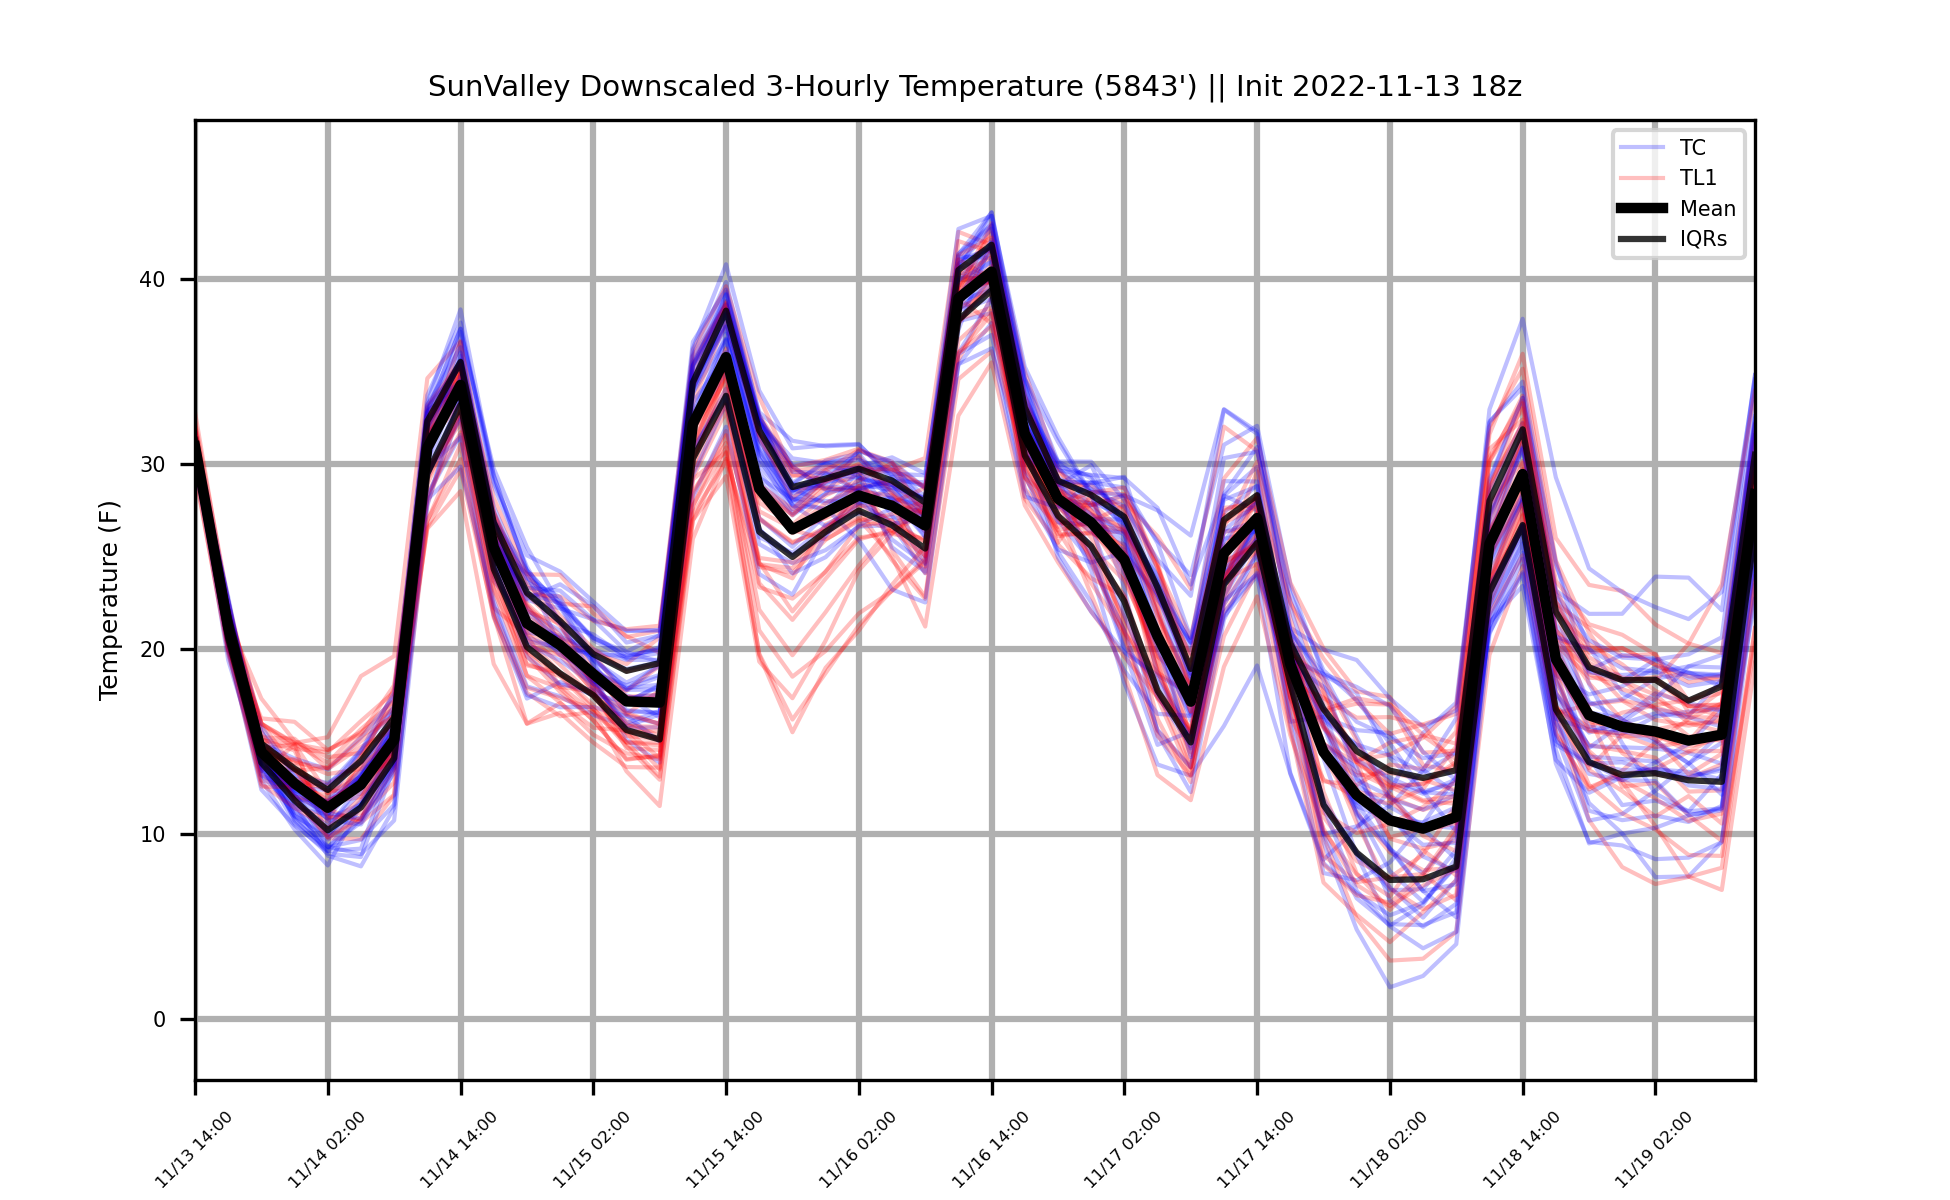 SunValley Downscaled 3-Hourly Temperature (5843') || Init 2022-11-13 18z
TC
TL1
Mean
IQRs
Temperature (F)
40
30
20
10
0
11/13 14:00
11/14 02:00
11/14 14:00
11/15 02:00
11/15 14:00
11/16 02:00
11/16 14:00
11/17 02:00
11/17 14:00
11/18 02:00
11/18 14:00
11/19 02:00